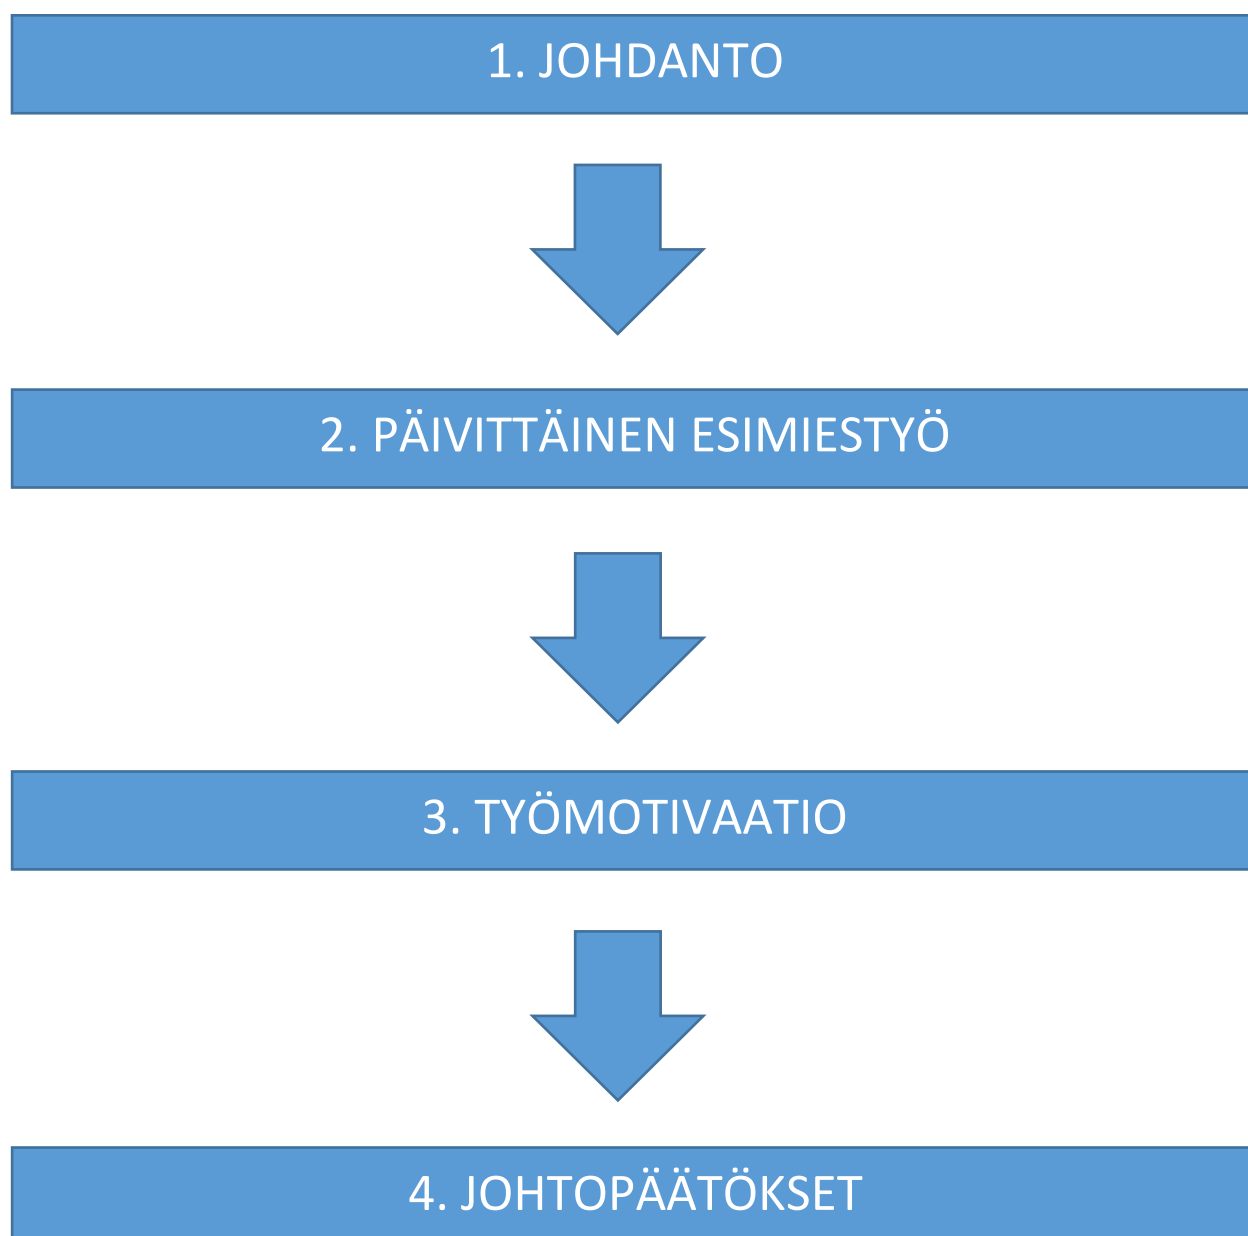 1. JOHDANTO
2. PÄIVITTÄINEN ESIMIESTYÖ
3. TYÖMOTIVAATIO
4. JOHTOPÄÄTÖKSET